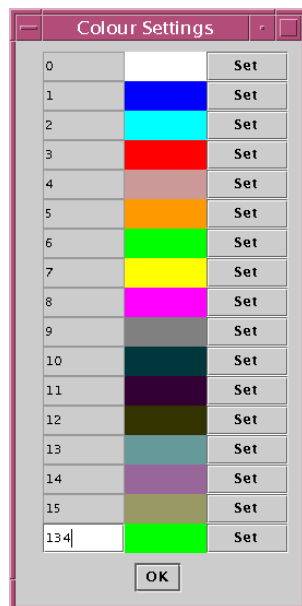 Colour Settings
0 Set
1 Set
2 Set
3 Set
4 Set
5 Set
6 Set
7 Set
8 Set
9 Set
10 Set
11 Set
12 Set
13 Set
14 Set
15 Set
134 Set
OK